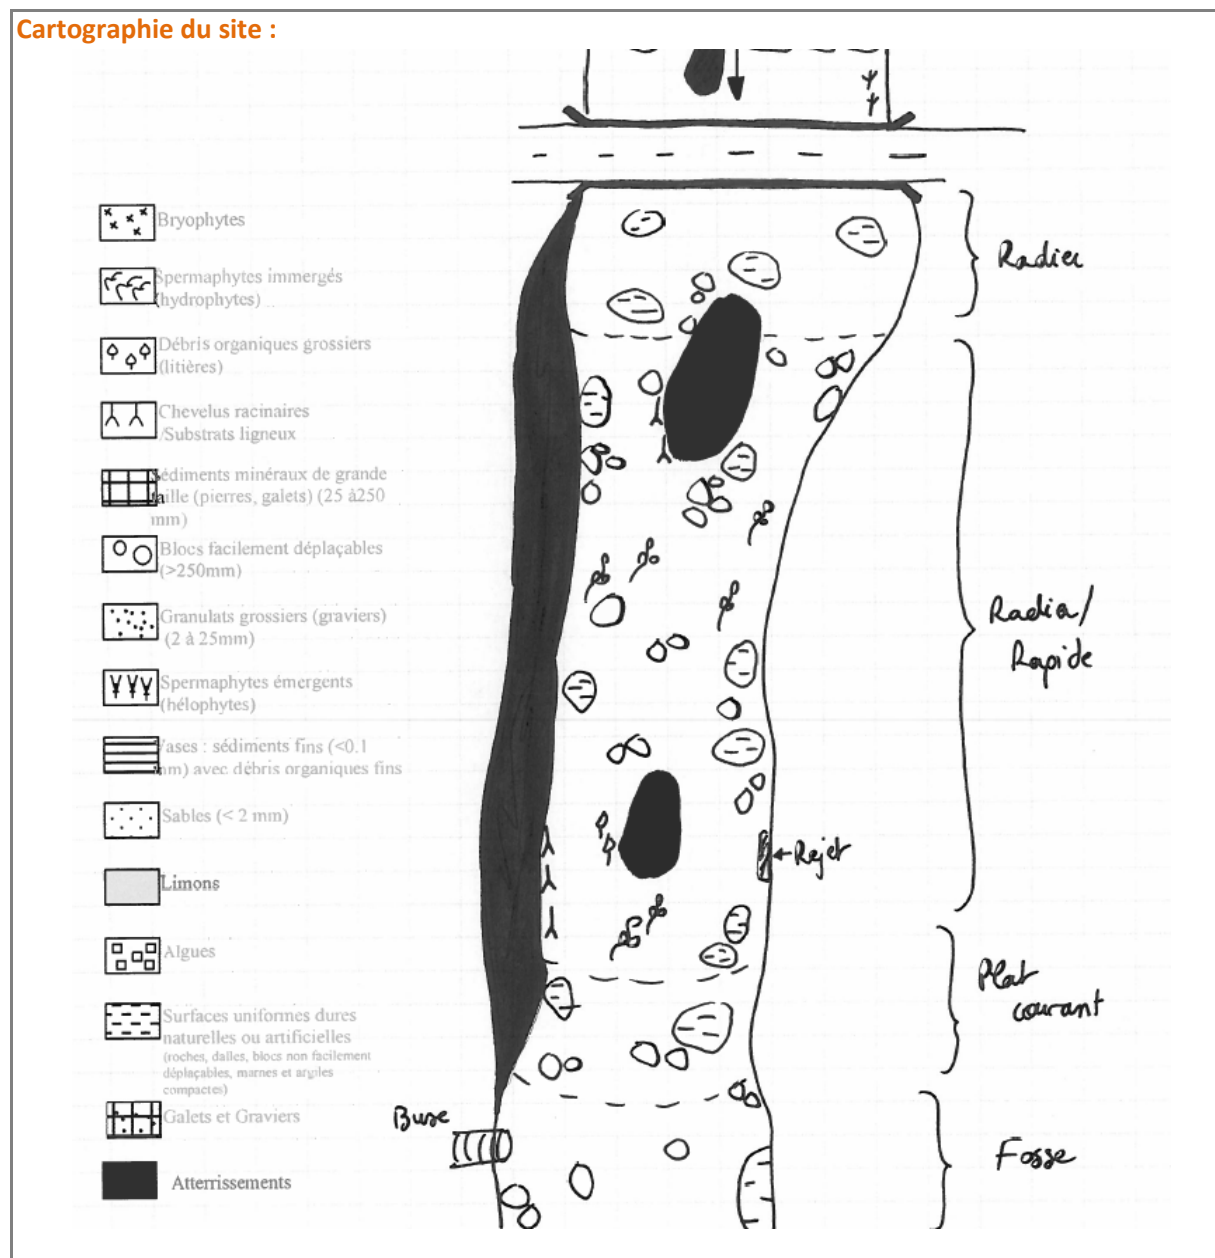 Cartographie du site :
Bryophytes
Spermaphytes immergés
(hydrophytes)
Débris organiques grossiers
(litières)
Chevelus racinaires
/Substrats ligneux
Sédiments minéraux de grande
taille (pierres, galets) (25 à250
mm)
Blocs facilement déplaçables
(>250mm)
Granulats grossiers (graviers)
(2 à 25mm)
Spermaphytes émergents
(hélophytes)
Vases : sédiments fins (<0.1
mm) avec débris organiques fins
Sables (< 2 mm)
Limons
Algues
Surfaces uniformes dures
naturelles ou artificielles
(roches, dalles, blocs non facilement
déplaçables, marnes et argiles
compactes)
Galets et Graviers
Atterrissements
Radier
Radier/
Rapide
← Rejet
Plat
courant
Buse
Fosse